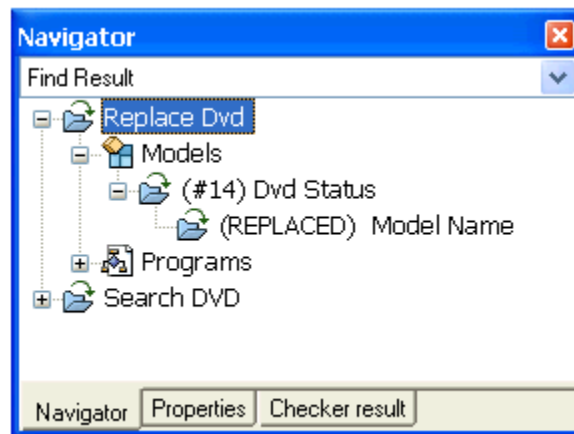 Navigator
Find Result
Replace Dvd
Models
(#14) Dvd Status
(REPLACED) Model Name
Programs
Search DVD
Navigator Properties Checker result